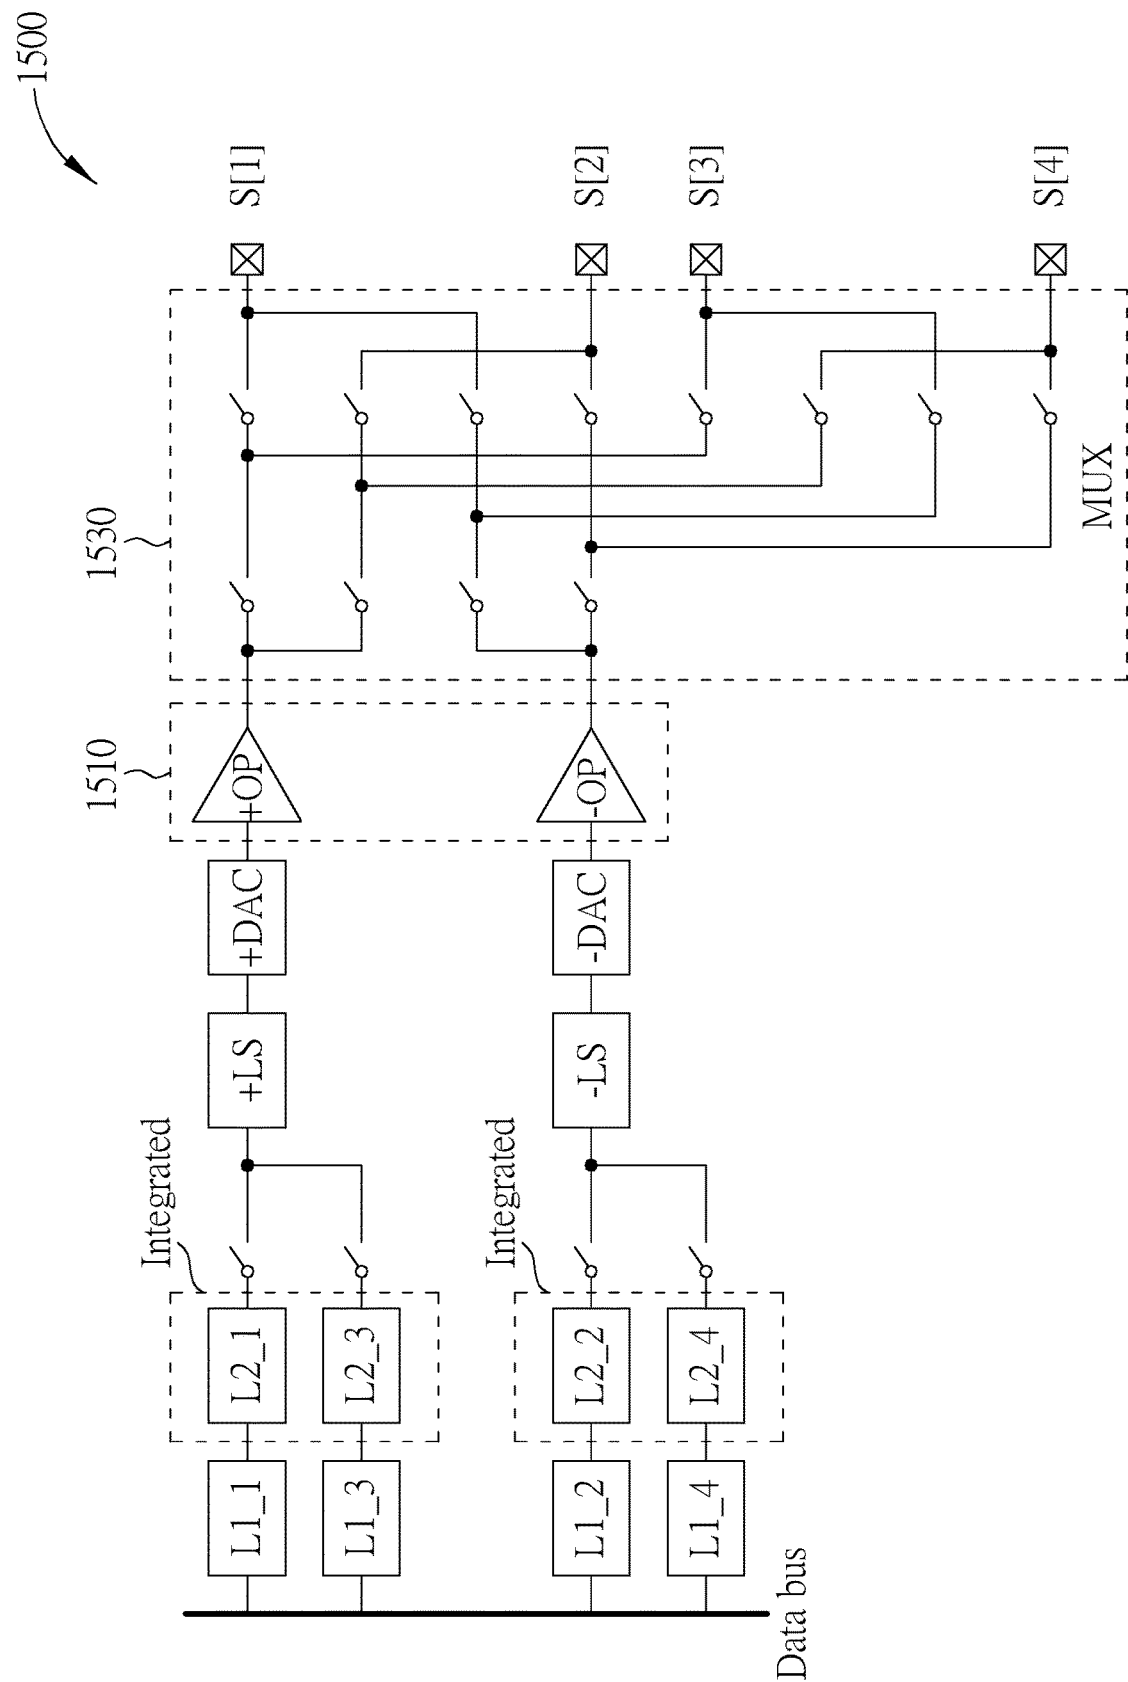 1500
Data bus
L1_1
L1_3
L1_2
L1_4
Integrated
L2_1
L2_3
Integrated
L2_2
L2_4
+LS
-LS
+DAC
-DAC
1510
+OP
-OP
1530
MUX
S[1]
S[2]
S[3]
S[4]